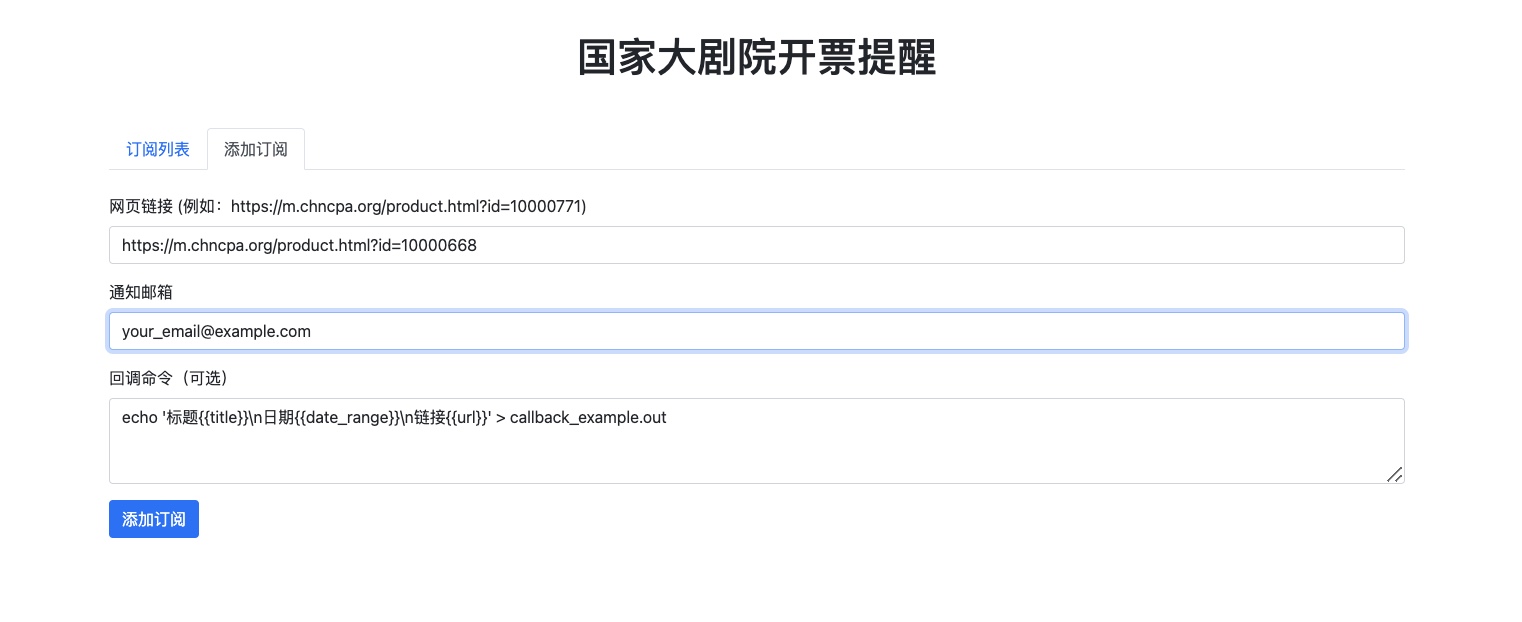 国家大剧院开票提醒
订阅列表 添加订阅
网页链接 (例如：https://m.chncpa.org/product.html?id=10000771)
https://m.chncpa.org/product.html?id=10000668
通知邮箱
your_email@example.com
回调命令（可选）
echo '标题{{title}}\n日期{{date_range}}\n链接{{url}}' > callback_example.out
添加订阅